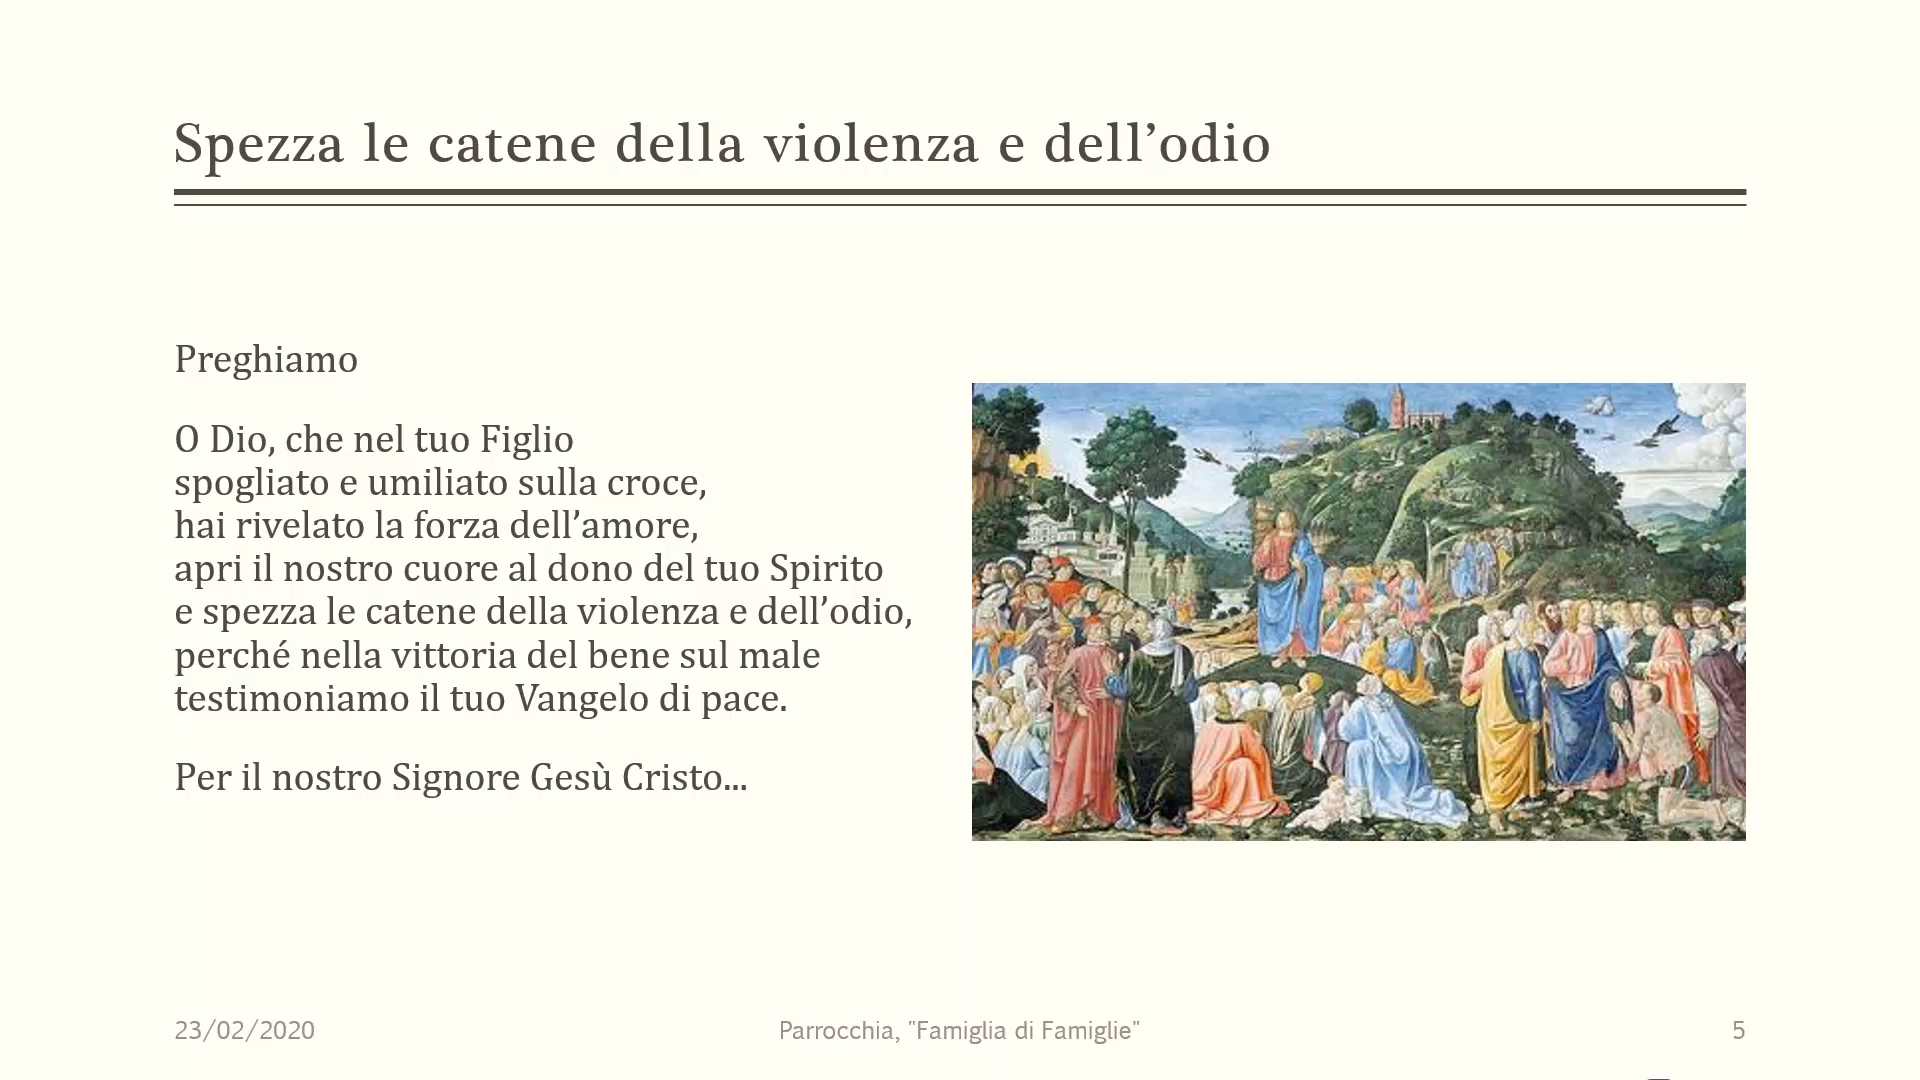 Spezza le catene della violenza e dell’odio
Preghiamo
O Dio, che nel tuo Figlio
spogliato e umiliato sulla croce,
hai rivelato la forza dell’amore,
apri il nostro cuore al dono del tuo Spirito
e spezza le catene della violenza e dell’odio,
perché nella vittoria del bene sul male
testimoniamo il tuo Vangelo di pace.
Per il nostro Signore Gesù Cristo...
23/02/2020
Parrocchia, "Famiglia di Famiglie"
5